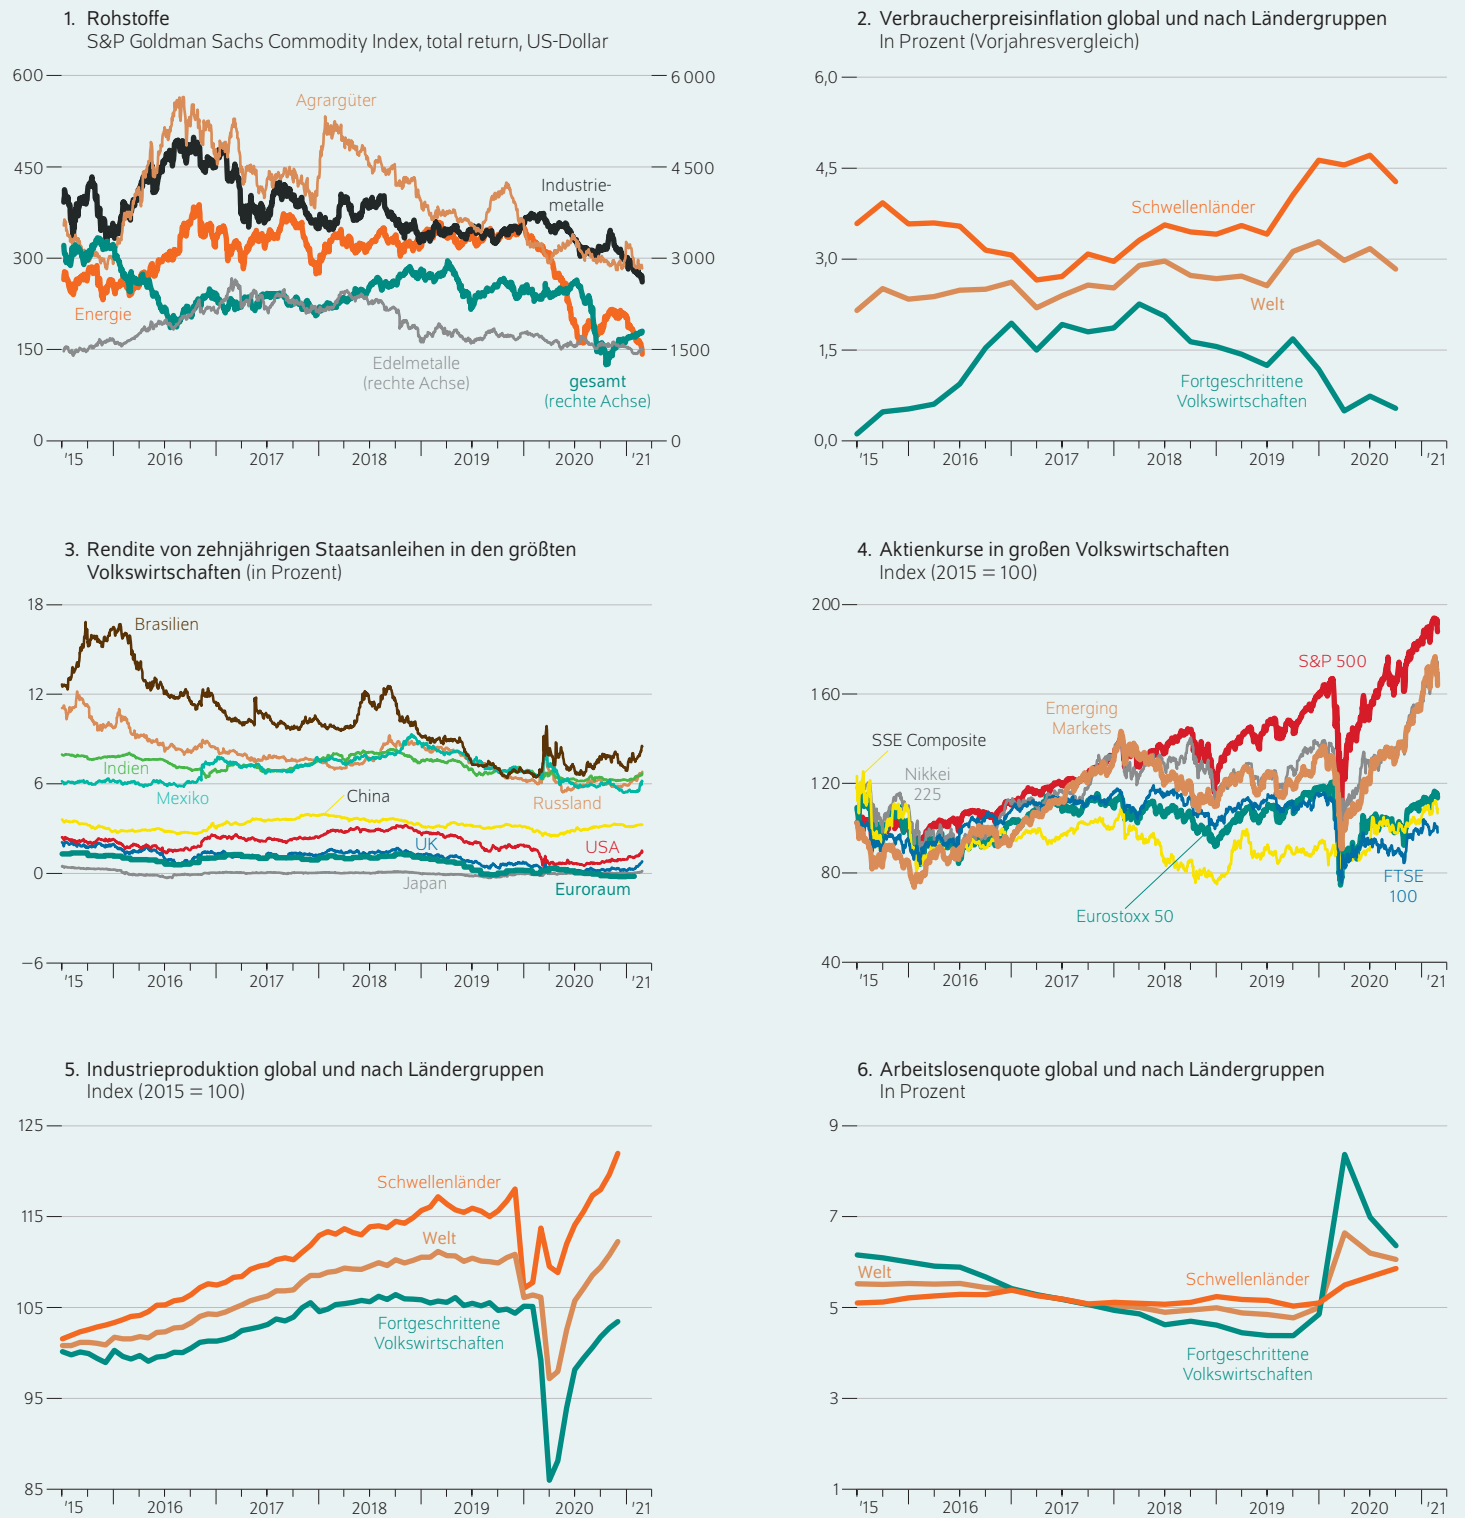 1. Rohstoffe
S&P Goldman Sachs Commodity Index, total return, US-Dollar
600
6 000
450
4 500
300
3 000
150
1 500
0
0
Agrargüter
Industrie-
metalle
Energie
Edelmetalle
(rechte Achse)
gesamt
(rechte Achse)
'15
2016
2017
2018
2019
2020
'21
2. Verbraucherpreisinflation global und nach Ländergruppen
In Prozent (Vorjahresvergleich)
6,0
4,5
3,0
1,5
0,0
Schwellenländer
Welt
Fortgeschrittene
Volkswirtschaften
'15
2016
2017
2018
2019
2020
'21
3. Rendite von zehnjährigen Staatsanleihen in den größten
Volkswirtschaften (in Prozent)
18
12
6
0
−6
Brasilien
Indien
Mexiko
China
Russland
UK
USA
Japan
Euroraum
'15
2016
2017
2018
2019
2020
'21
4. Aktienkurse in großen Volkswirtschaften
Index (2015 = 100)
200
160
120
80
40
S&P 500
Emerging
Markets
SSE Composite
Nikkei
225
FTSE
100
Eurostoxx 50
'15
2016
2017
2018
2019
2020
'21
5. Industrieproduktion global und nach Ländergruppen
Index (2015 = 100)
125
115
105
95
85
Schwellenländer
Welt
Fortgeschrittene
Volkswirtschaften
'15
2016
2017
2018
2019
2020
'21
6. Arbeitslosenquote global und nach Ländergruppen
In Prozent
9
7
5
3
1
Welt
Schwellenländer
Fortgeschrittene
Volkswirtschaften
'15
2016
2017
2018
2019
2020
'21